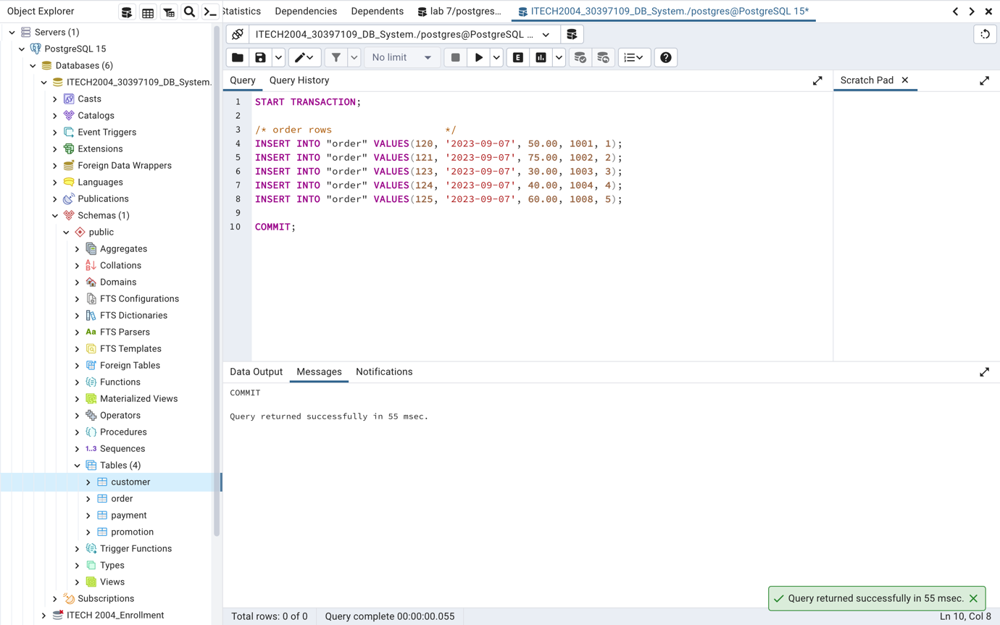 Object Explorer
Statistics Dependencies Dependents lab 7/postgres... ITECH2004_30397109_DB_System./postgres@PostgreSQL 15*
Servers (1)
PostgreSQL 15
Databases (6)
ITECH2004_30397109_DB_System.
Casts
Catalogs
Event Triggers
Extensions
Foreign Data Wrappers
Languages
Publications
Schemas (1)
public
Aggregates
Collations
Domains
FTS Configurations
FTS Dictionaries
Aa FTS Parsers
FTS Templates
Foreign Tables
Functions
Materialized Views
Operators
Procedures
1..3 Sequences
Tables (4)
customer
order
payment
promotion
Trigger Functions
Types
Views
Subscriptions
ITECH 2004_Enrollment
ITECH2004_30397109_DB_System./postgres@PostgreSQL ...
No limit
E
Query Query History
Scratch Pad
1 START TRANSACTION;
2
3 /* order rows */
4 INSERT INTO "order" VALUES(120, '2023-09-07', 50.00, 1001, 1);
5 INSERT INTO "order" VALUES(121, '2023-09-07', 75.00, 1002, 2);
6 INSERT INTO "order" VALUES(123, '2023-09-07', 30.00, 1003, 3);
7 INSERT INTO "order" VALUES(124, '2023-09-07', 40.00, 1004, 4);
8 INSERT INTO "order" VALUES(125, '2023-09-07', 60.00, 1008, 5);
9
10 COMMIT;
Data Output Messages Notifications
COMMIT
Query returned successfully in 55 msec.
Query returned successfully in 55 msec.
Total rows: 0 of 0 Query complete 00:00:00.055 Ln 10, Col 8